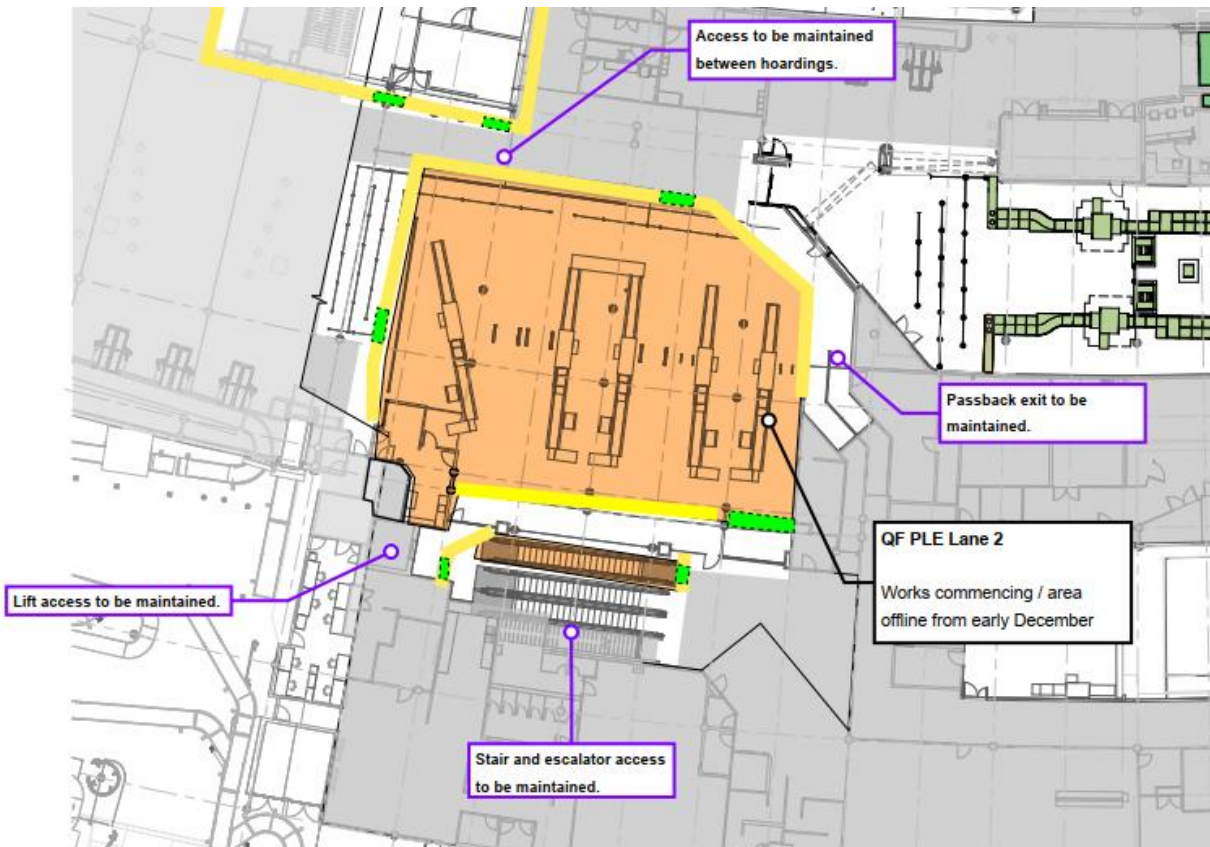 Access to be maintained
between hoardings.
Passback exit to be
maintained.
QF PLE Lane 2
Works commencing / area
offline from early December
Lift access to be maintained.
Stair and escalator access
to be maintained.